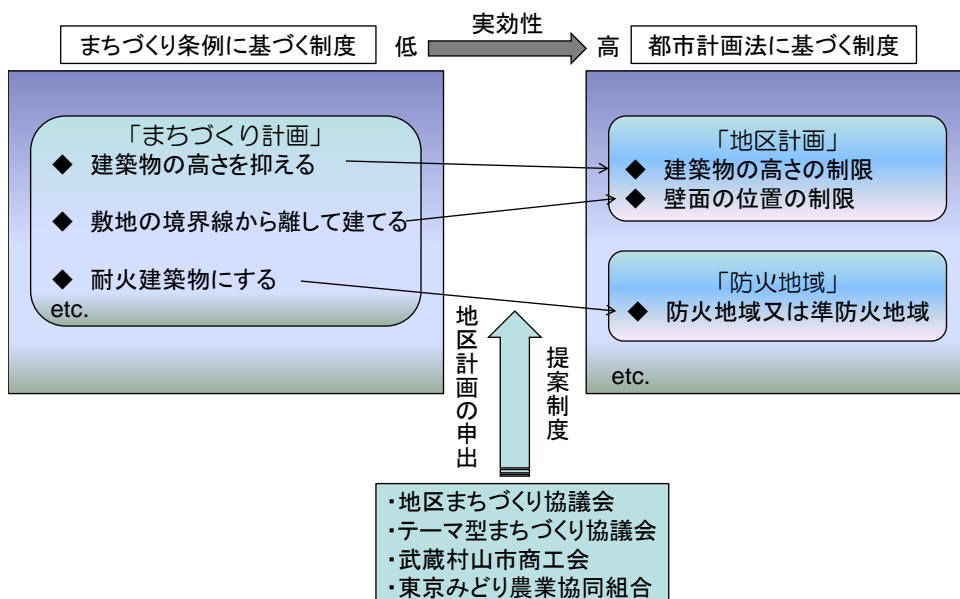 まちづくり条例に基づく制度
低
実効性
高
都市計画法に基づく制度
「まちづくり計画」
◆ 建築物の高さを抑える
◆ 敷地の境界線から離して建てる
◆ 耐火建築物にする
etc.
「地区計画」
◆ 建築物の高さの制限
◆ 壁面の位置の制限
「防火地域」
◆ 防火地域又は準防火地域
etc.
地区計画の申出
提案制度
・地区まちづくり協議会
・テーマ型まちづくり協議会
・武蔵村山市商工会
・東京みどり農業協同組合